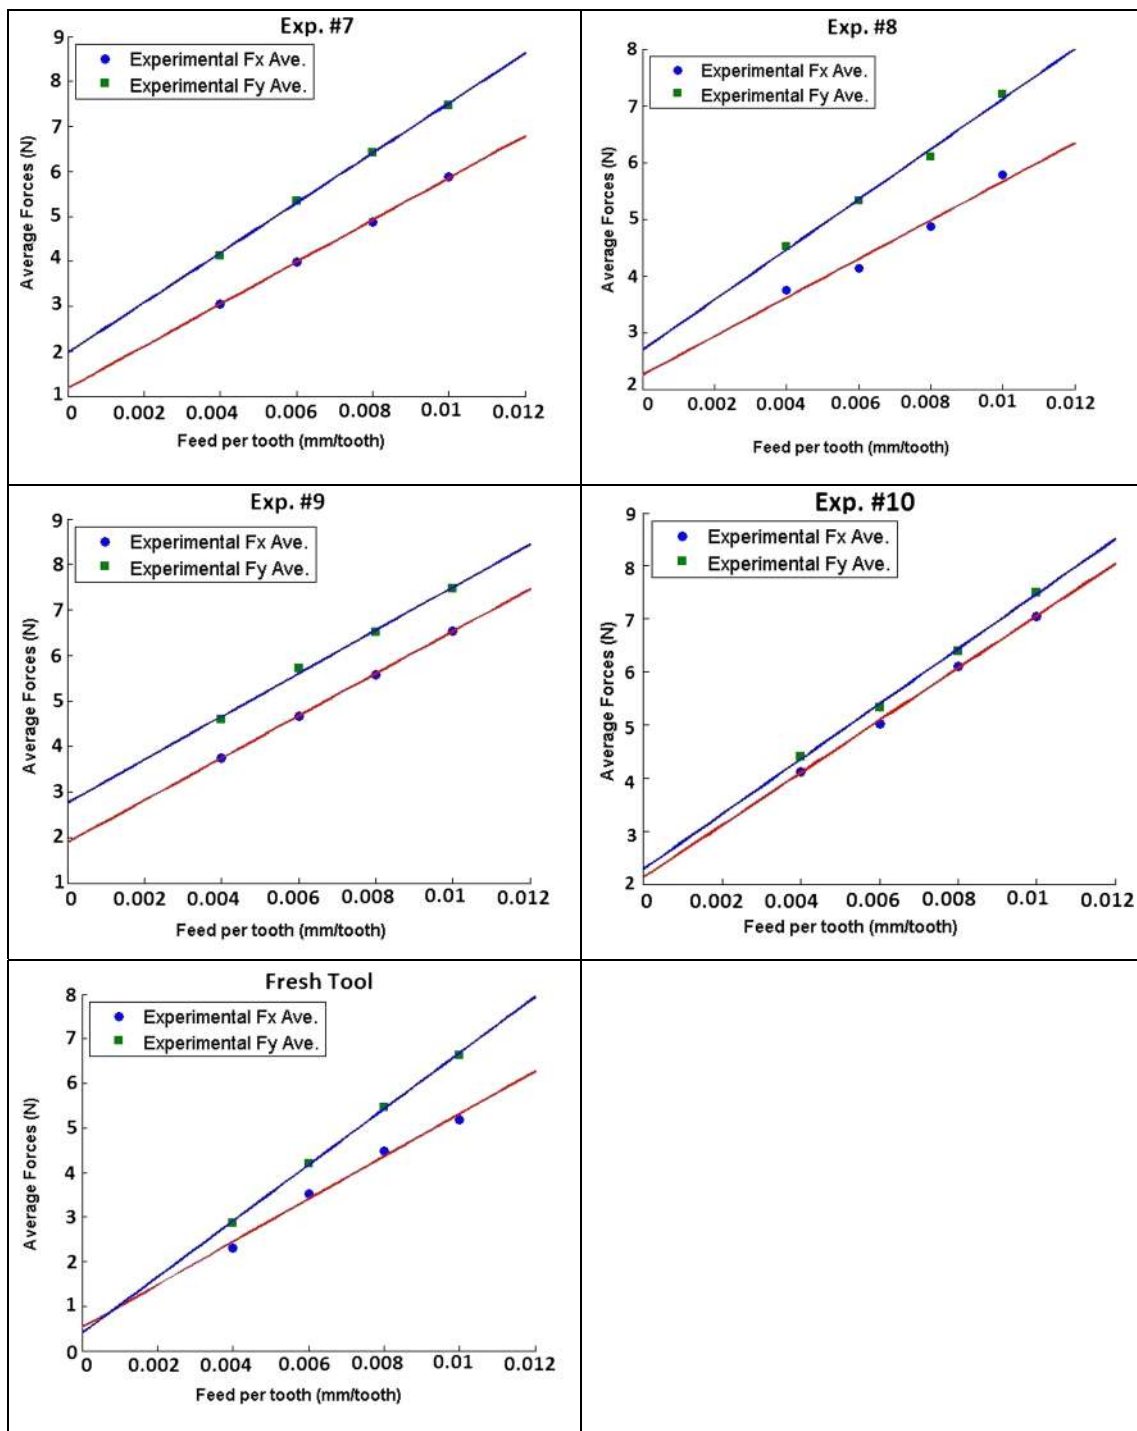 Exp. #7
Experimental Fx Ave.
Experimental Fy Ave.
Average Forces (N)
9
8
7
6
5
4
3
2
1
0 0.002 0.004 0.006 0.008 0.01 0.012
Feed per tooth (mm/tooth)
Exp. #8
Experimental Fx Ave.
Experimental Fy Ave.
Average Forces (N)
8
7
6
5
4
3
2
0 0.002 0.004 0.006 0.008 0.01 0.012
Feed per tooth (mm/tooth)
Exp. #9
Experimental Fx Ave.
Experimental Fy Ave.
Average Forces (N)
9
8
7
6
5
4
3
2
1
0 0.002 0.004 0.006 0.008 0.01 0.012
Feed per tooth (mm/tooth)
Exp. #10
Experimental Fx Ave.
Experimental Fy Ave.
Average Forces (N)
9
8
7
6
5
4
3
2
0 0.002 0.004 0.006 0.008 0.01 0.012
Feed per tooth (mm/tooth)
Fresh Tool
Experimental Fx Ave.
Experimental Fy Ave.
Average Forces (N)
8
7
6
5
4
3
2
1
0
0 0.002 0.004 0.006 0.008 0.01 0.012
Feed per tooth (mm/tooth)